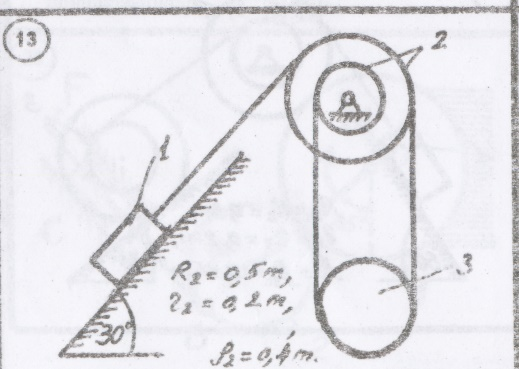 13
2
1
3
R₂=0,5m,
r₂=0,2m,
,
ρ₂=0,4m.
30°